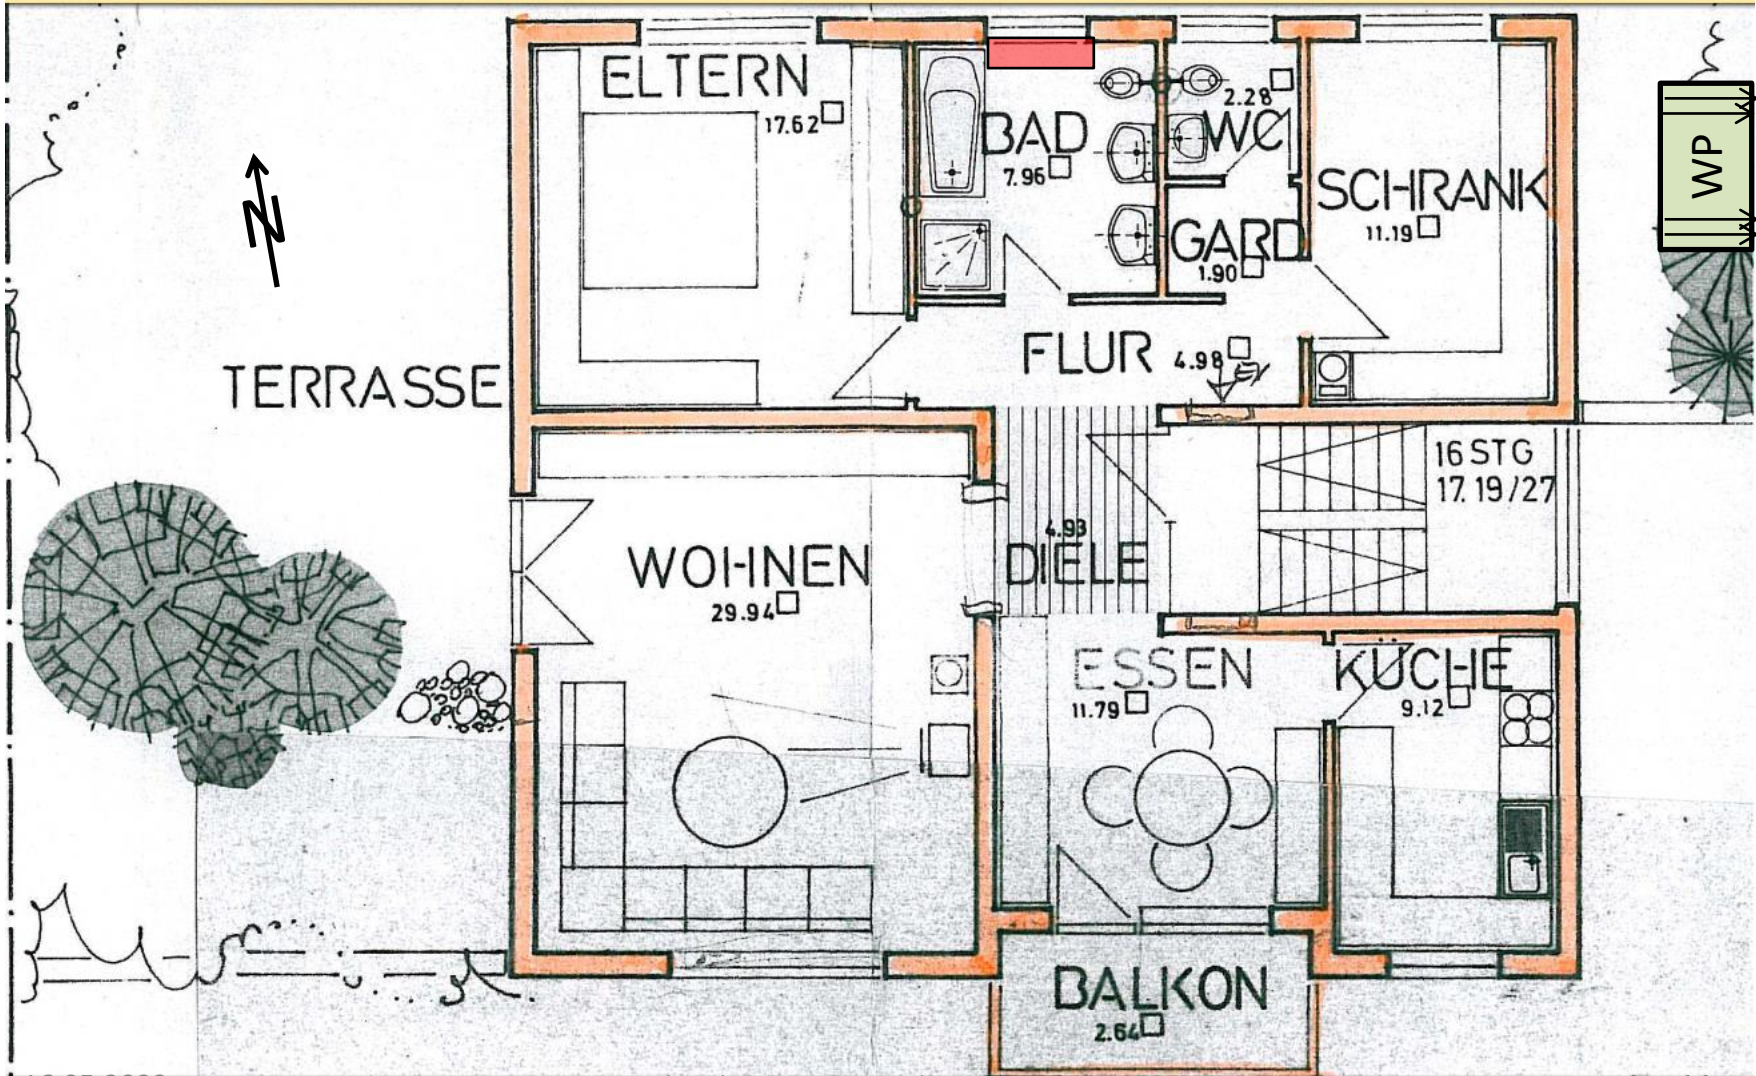 ELTERN
17.62
BAD
7.96
2.28
WC
SCHRANK
11.19
GARD
1.90
WP
N
TERRASSE
FLUR
4.98
16 STG
17.19/27
WOHNEN
29.94
4.93
DIELE
ESSEN
11.79
KÜCHE
9.12
BALKON
2.64